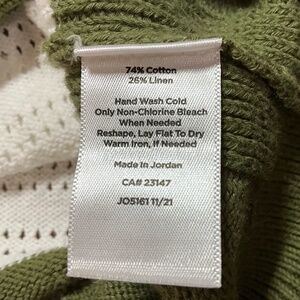 74% Cotton
26% Linen
Hand Wash Cold
Only Non-Chlorine Bleach
When Needed
Reshape, Lay Flat To Dry
Warm Iron, If Needed
Made In Jordan
CA# 23147
JO5161 11/21